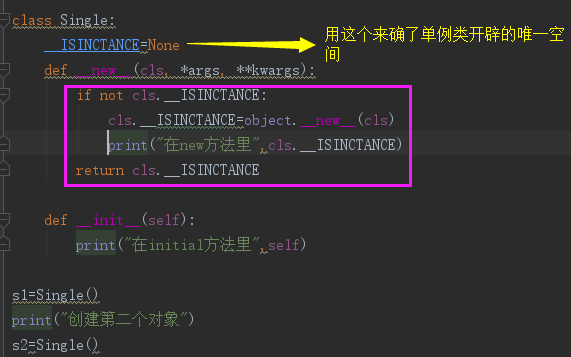 class Single:
    __ISINCTANCE=None
用这个来确了单例类开辟的唯一空
间
    def __new__(cls, *args, **kwargs):
        if not cls.__ISINCTANCE:
            cls.__ISINCTANCE=object.__new__(cls)
            print("在new方法里",cls.__ISINCTANCE)
        return cls.__ISINCTANCE
    def __init__(self):
        print("在initial方法里",self)
s1=Single()
print("创建第二个对象")
s2=Single()